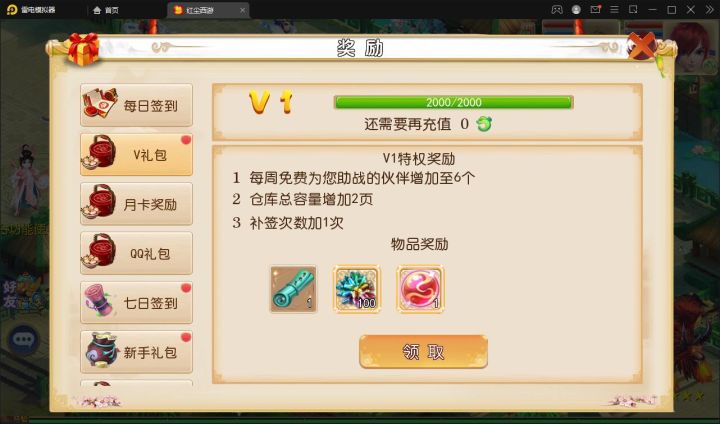 雷电模拟器
首页
红尘西游
奖励
每日签到
V礼包
月卡奖励
QQ礼包
七日签到
新手礼包
V1
2000/2000
还需要再充值 0
V1特权奖励
1 每周免费为您助战的伙伴增加至6个
2 仓库总容量增加2页
3 补签次数加1次
物品奖励
1
100
1
领取
好友